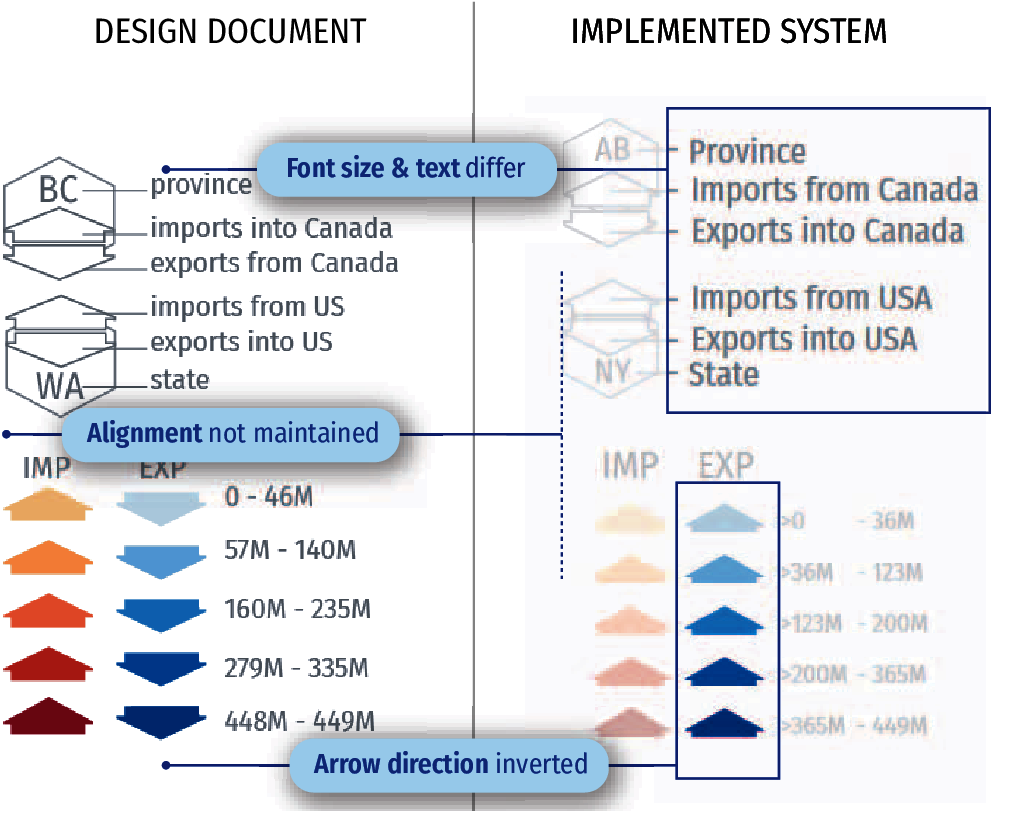 DESIGN DOCUMENT
IMPLEMENTED SYSTEM
Font size & text differ
BC
province
imports into Canada
exports from Canada
imports from US
exports into US
WA
state
AB
Province
Imports from Canada
Exports into Canada
Imports from USA
Exports into USA
NY
State
Alignment not maintained
IMP EXP
0 - 46M
57M - 140M
160M - 235M
279M - 335M
448M - 449M
IMP EXP
>0 - 36M
>36M - 123M
>123M - 200M
>200M - 365M
>365M - 449M
Arrow direction inverted